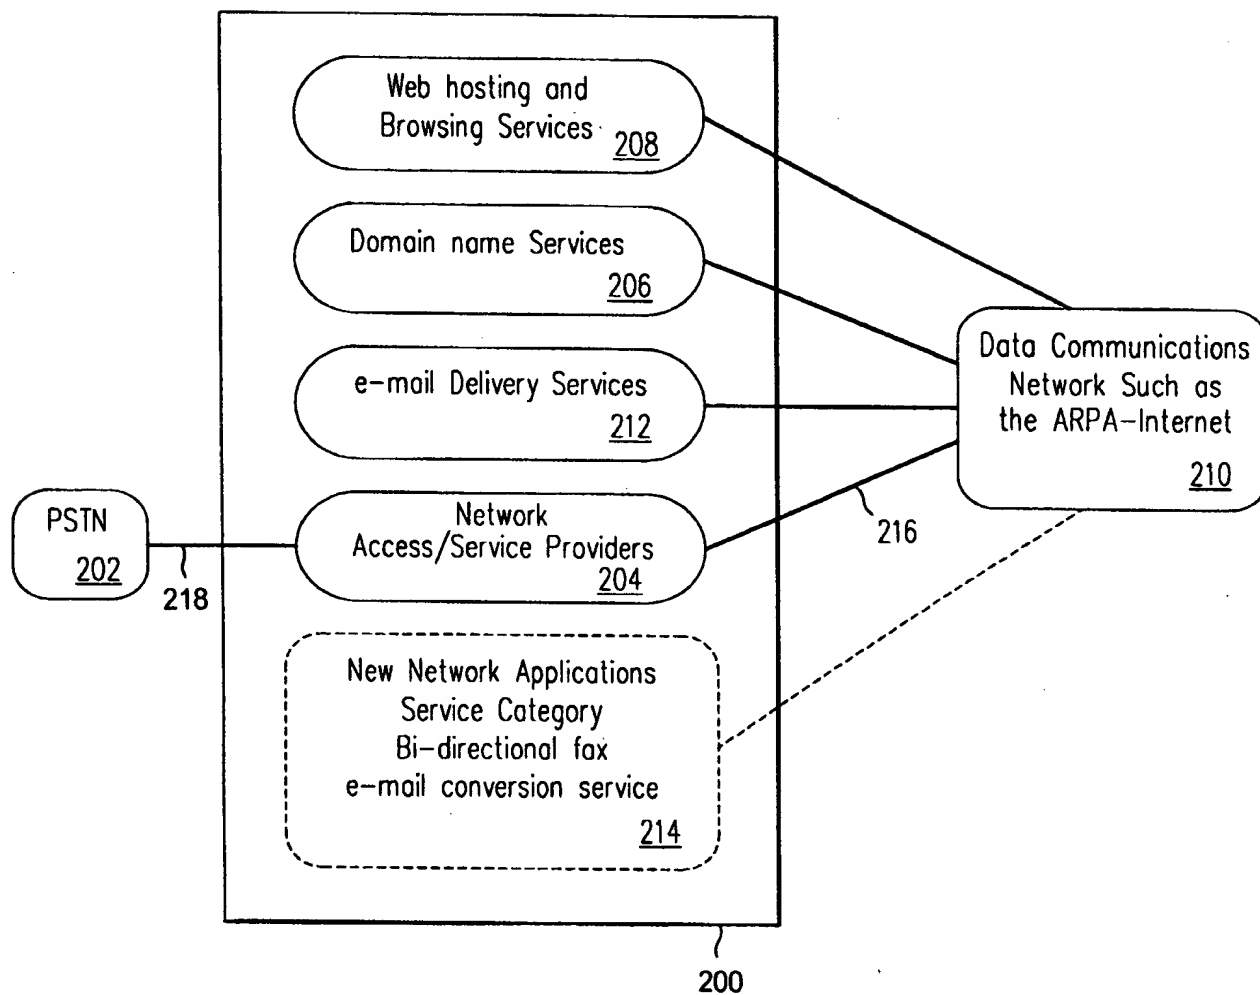 Web hosting and
Browsing Services
208
Domain name Services
206
e-mail Delivery Services
212
Data Communications
Network Such as
the ARPA-Internet
210
PSTN
202
218
Network
Access/Service Providers
204
216
New Network Applications
Service Category
Bi-directional fax
e-mail conversion service
214
200